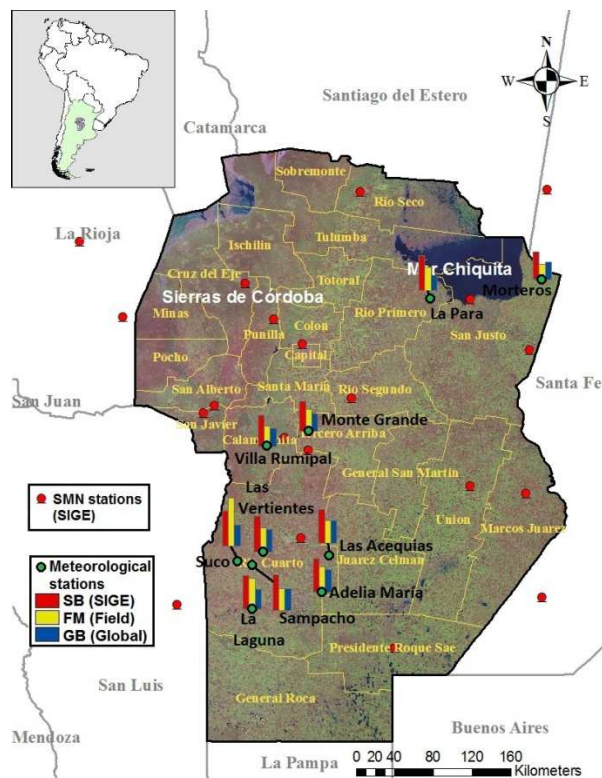 N
W E
S
Santiago del Estero
Catamarca
Sobremonte
Río Seco
La Rioja
Tulumba
Ischilin
Mar Chiquita
Cruz del Eje
Totoral
Morteros
Sierras de Córdoba
La Para
Minas
Río Primero
Colon
Punilla
San Justo
Capital
Pocho
Santa María
Río Segundo
San Alberto
Santa Fe
San Juan
San Javier
Monte Grande
Tercero Arriba
Villa Rumipal
General San Martín
Las
Vertientes
Union
SMN stations
(SIGE)
Marcos Juarez
Las Acequias
Meteorological
stations
Suco
Cuarto
Juarez Celman
SB (SIGE)
Adelia María
FM (Field)
GB (Global)
La
Laguna
Sampacho
Presidente Roque Sae
San Luis
General Roca
Mendoza
Buenos Aires
La Pampa
0 20 40 80 120 160
Kilometers